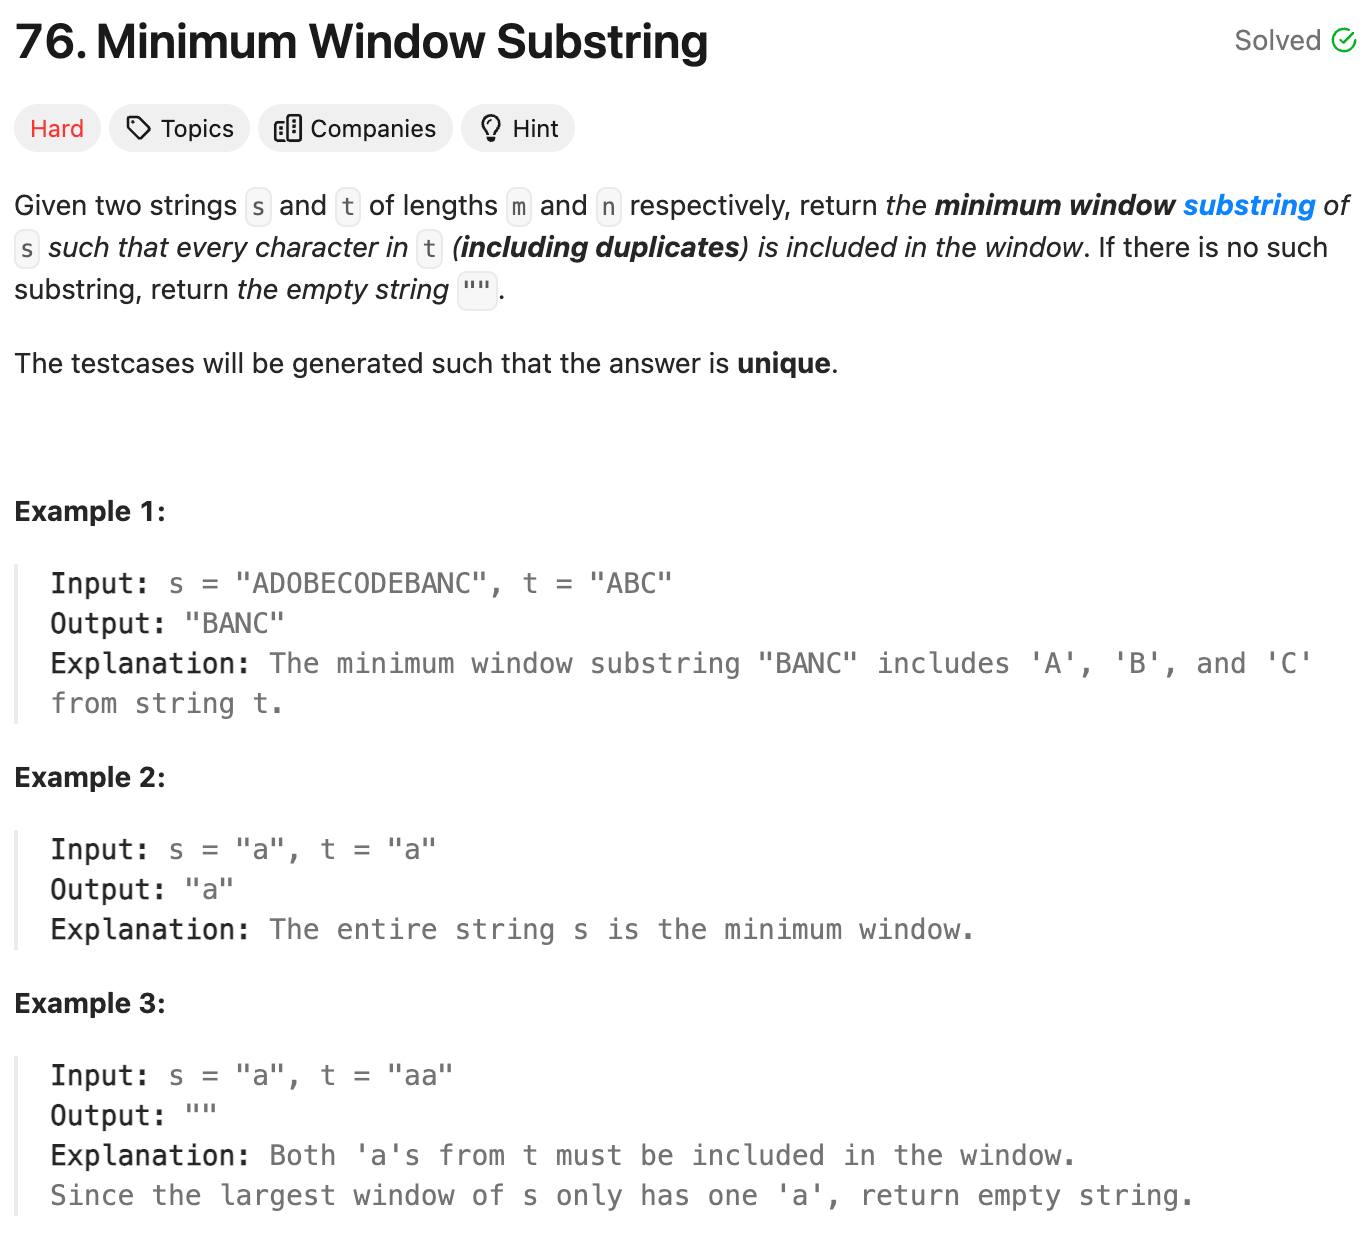 76. Minimum Window Substring
Solved
Hard
Topics
Companies
Hint
Given two strings s and t of lengths m and n respectively, return the minimum window substring of
s such that every character in t (including duplicates) is included in the window. If there is no such
substring, return the empty string "".
The testcases will be generated such that the answer is unique.
Example 1:
Input: s = "ADOBECODEBANC", t = "ABC"
Output: "BANC"
Explanation: The minimum window substring "BANC" includes 'A', 'B', and 'C'
from string t.
Example 2:
Input: s = "a", t = "a"
Output: "a"
Explanation: The entire string s is the minimum window.
Example 3:
Input: s = "a", t = "aa"
Output: ""
Explanation: Both 'a's from t must be included in the window.
Since the largest window of s only has one 'a', return empty string.